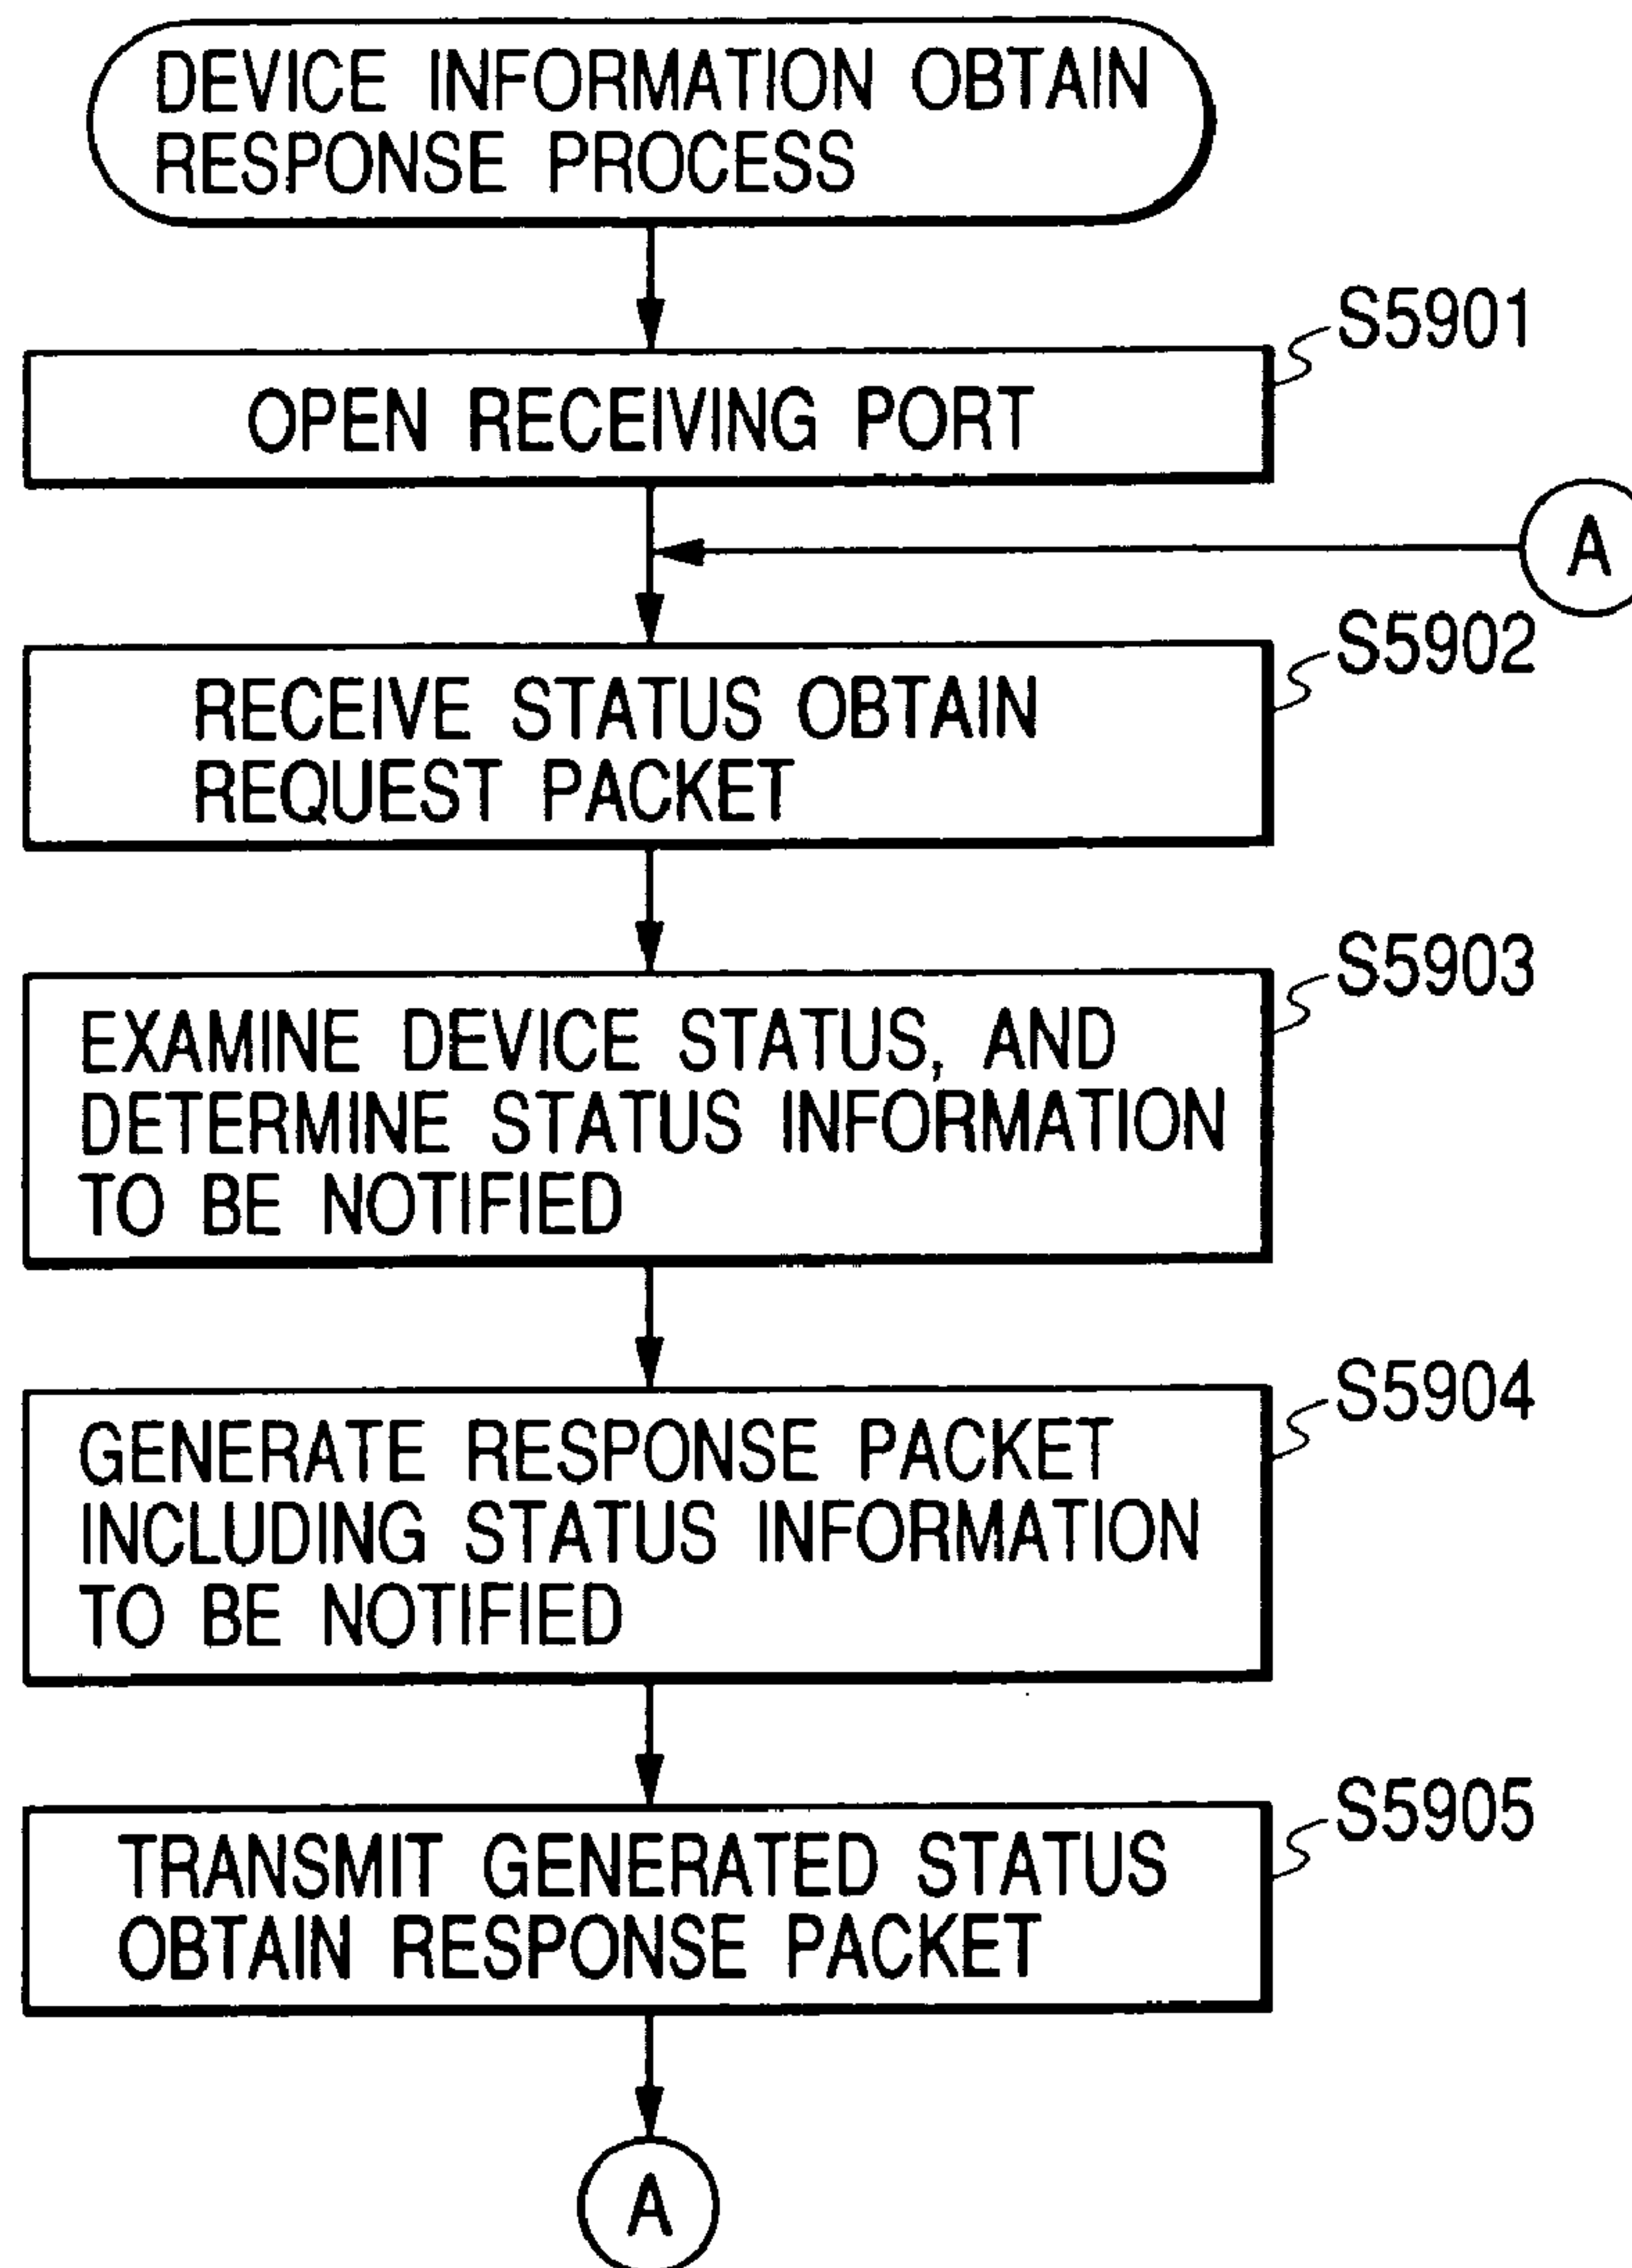 DEVICE INFORMATION OBTAIN
RESPONSE PROCESS
S5901
OPEN RECEIVING PORT
A
S5902
RECEIVE STATUS OBTAIN
REQUEST PACKET
S5903
EXAMINE DEVICE STATUS, AND
DETERMINE STATUS INFORMATION
TO BE NOTIFIED
S5904
GENERATE RESPONSE PACKET
INCLUDING STATUS INFORMATION
TO BE NOTIFIED
S5905
TRANSMIT GENERATED STATUS
OBTAIN RESPONSE PACKET
A